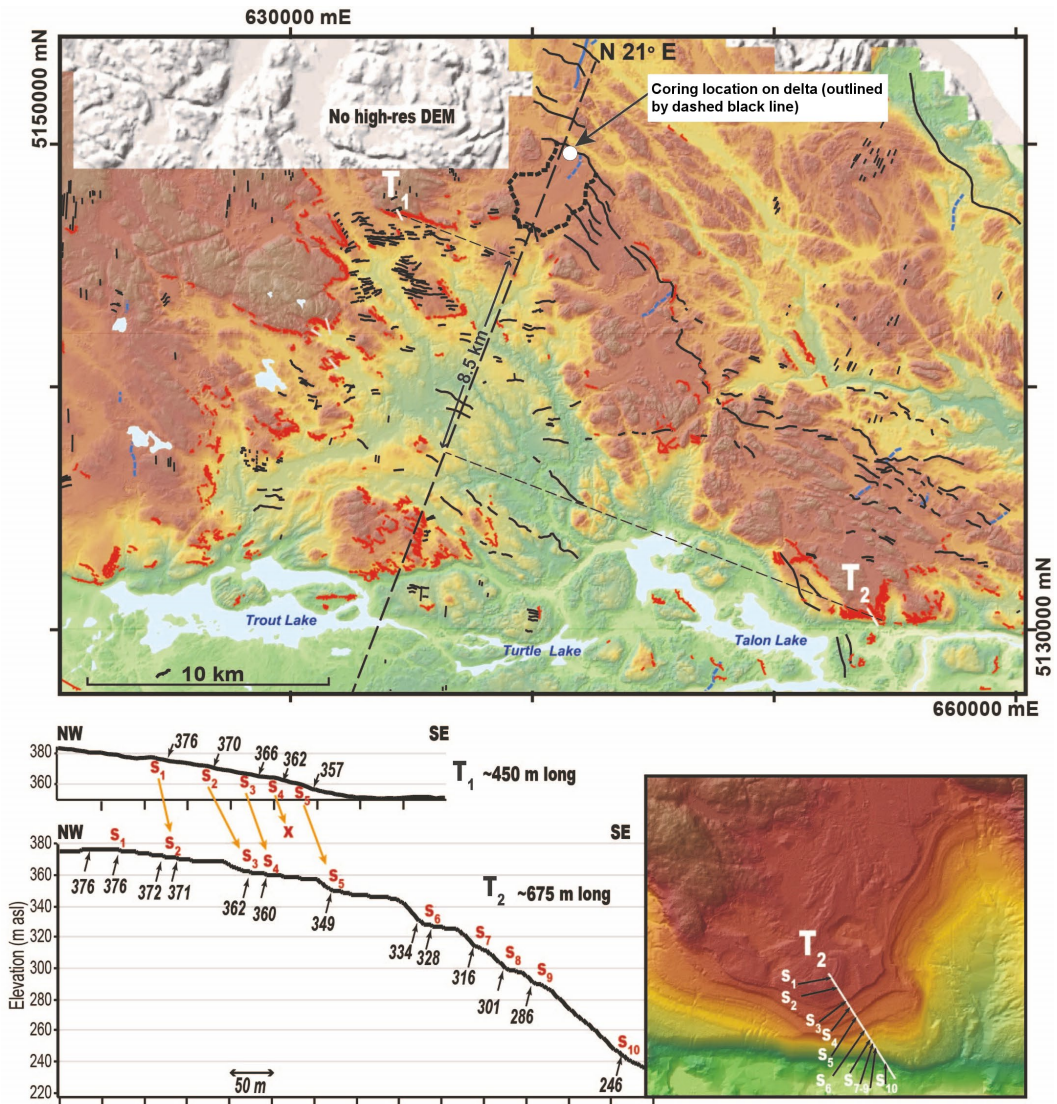 630000 mE
5150000 mN
N 21° E
Coring location on delta (outlined
by dashed black line)
No high-res DEM
T1
8.5 km
T2
Trout Lake
Turtle Lake
Talon Lake
10 km
5130000 mN
660000 mE
NW
SE
380
360
376
370
366
362
357
S1
S2
S3
S4
S5
T1 ~450 m long
x
NW
SE
Elevation (m asl)
380
360
340
320
300
280
260
240
220
S1
S2
S3
S4
S5
S6
S7
S8
S9
S10
376
376
372
371
362
360
349
334
328
316
301
286
246
T2 ~675 m long
50 m
T2
S1
S2
S3
S4
S5
S6
S7-9
S10